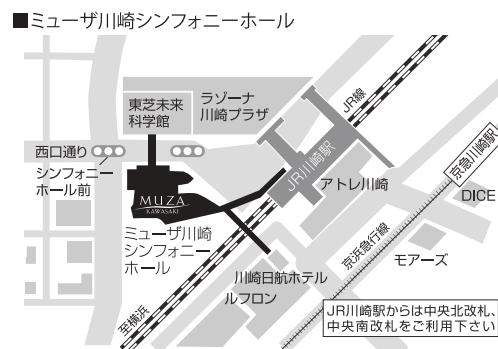 ■ミューザ川崎シンフォニーホール
東芝未来
科学館
ラゾーナ
川崎プラザ
JR線
西口通り
シンフォニー
ホール前
JR川崎駅
アトレ川崎
京急川崎駅
DICE
MUZA
KAWASAKI
ミューザ川崎
シンフォニー
ホール
京浜急行線
モアーズ
川崎日航ホテル
ルフロン
至横浜
JR川崎駅からは中央北改札、
中央南改札をご利用下さい